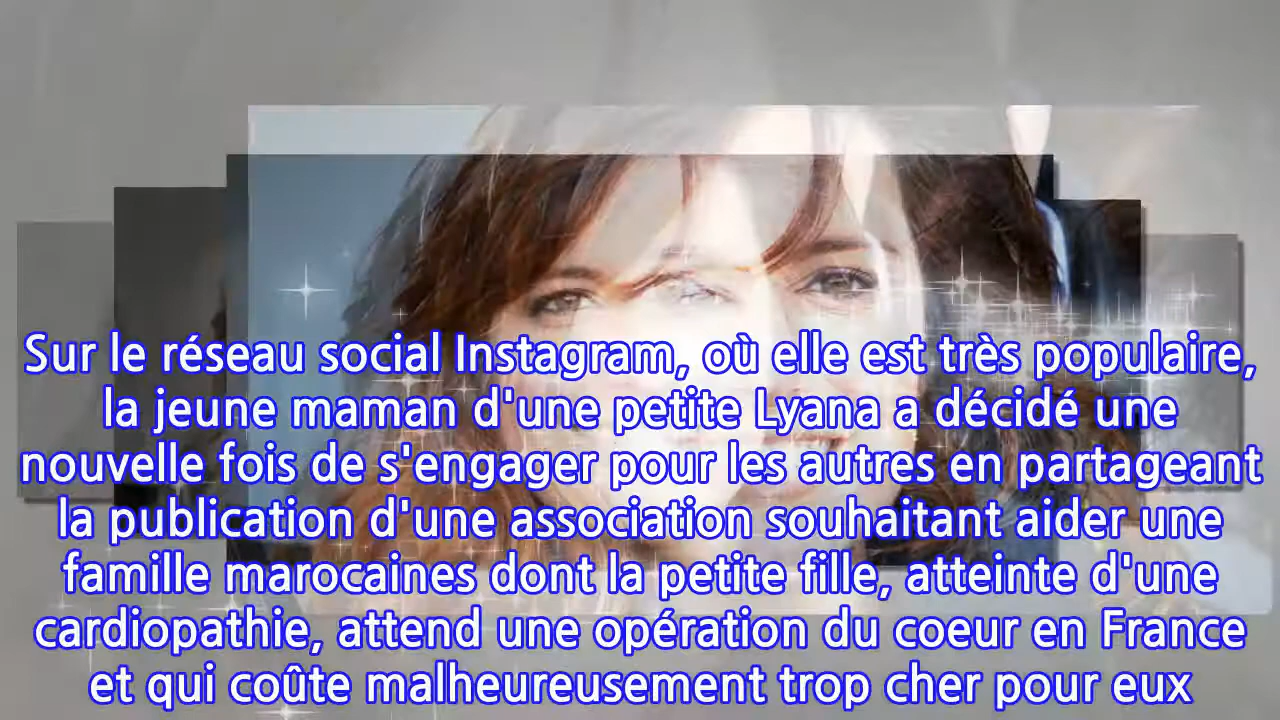 Sur le réseau social Instagram, où elle est très populaire,
la jeune maman d'une petite Lyana a décidé une
nouvelle fois de s'engager pour les autres en partageant
la publication d'une association souhaitant aider une
famille marocaines dont la petite fille, atteinte d'une
cardiopathie, attend une opération du coeur en France
et qui coûte malheureusement trop cher pour eux